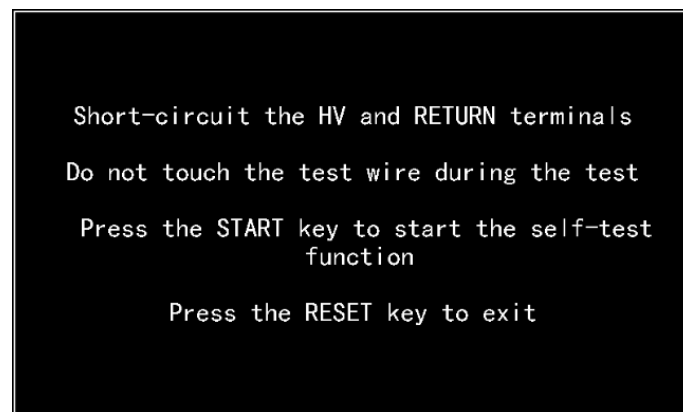 Short-circuit the HV and RETURN terminals
Do not touch the test wire during the test
Press the START key to start the self-test
function
Press the RESET key to exit